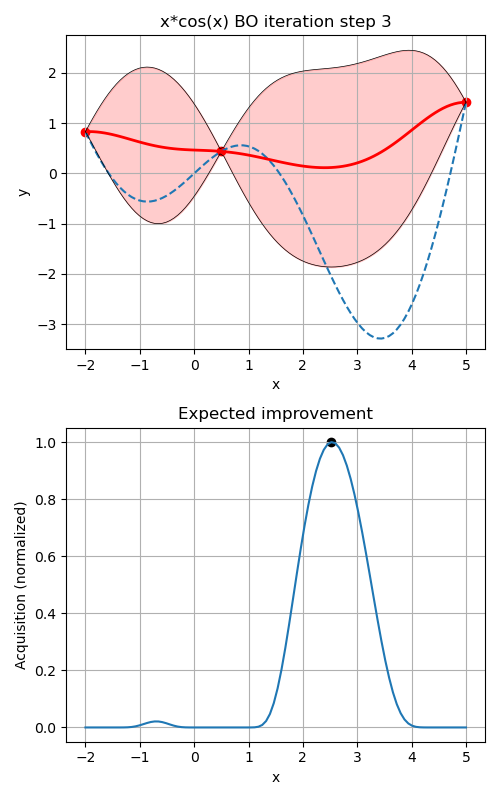 x*cos(x) BO iteration step 3
2
1
0
−1
−2
−3
y
−2 −1 0 1 2 3 4 5
x
Expected improvement
1.0
0.8
0.6
0.4
0.2
0.0
Acquisition (normalized)
−2 −1 0 1 2 3 4 5
x